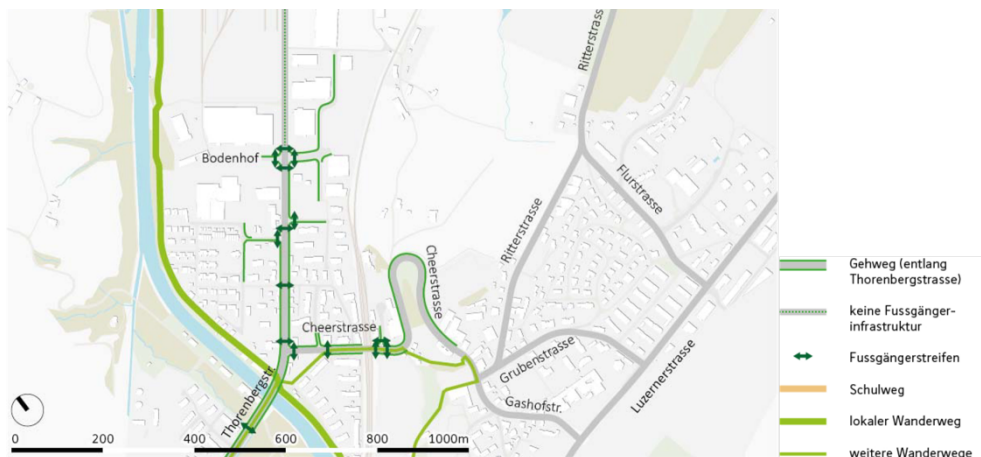 Ritterstrasse
Bodenhof
Flurstrasse
Ritterstrasse
Cheerstrasse
Cheerstrasse
Grubenstrasse
Luzernerstrasse
Gashofstr.
Thorenbergstr.
0 200 400 600 800 1000m
Gehweg (entlang
Thorenbergstrasse)
keine Fussgänger-
infrastruktur
Fussgängerstreifen
Schulweg
lokaler Wanderweg
weitere Wanderwege